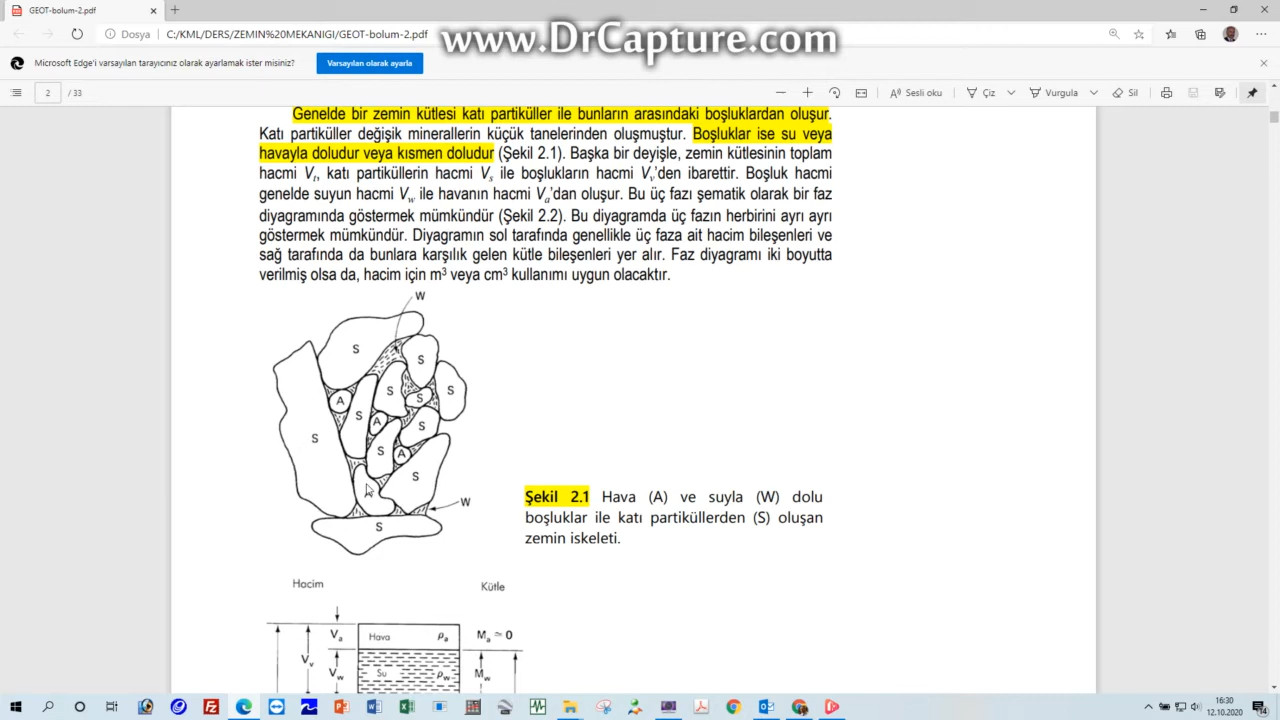 GEOT-bolum-2.pdf
www.DrCapture.com
Dosya C:/KML/DERS/ZEMIN%20MEKANIGI/GEOT-bolum-2.pdf
Microsoft Edge'i varsayılan tarayıcınız olarak ayarlamak ister misiniz? Varsayılan olarak ayarla
2 / 33 Sesli oku Çiz Vurgula Sil
Genelde bir zemin kütlesi katı partiküller ile bunların arasındaki boşluklardan oluşur.
Katı partiküller değişik minerallerin küçük tanelerinden oluşmuştur. Boşluklar ise su veya
havayla doludur veya kısmen doludur (Şekil 2.1). Başka bir deyişle, zemin kütlesinin toplam
hacmi Vt, katı partiküllerin hacmi Vs ile boşlukların hacmi Vv'den ibarettir. Boşluk hacmi
genelde suyun hacmi Vw ile havanın hacmi Va'dan oluşur. Bu üç fazı şematik olarak bir faz
diyagramında göstermek mümkündür (Şekil 2.2). Bu diyagramda üç fazın herbirini ayrı ayrı
göstermek mümkündür. Diyagramın sol tarafında genellikle üç faza ait hacim bileşenleri ve
sağ tarafında da bunlara karşılık gelen kütle bileşenleri yer alır. Faz diyagramı iki boyutta
verilmiş olsa da, hacim için m³ veya cm³ kullanımı uygun olacaktır.
W
S
S
S
S
S
A
S
A
S
S
S
A
S
W
S
Şekil 2.1 Hava (A) ve suyla (W) dolu
boşluklar ile katı partiküllerden (S) oluşan
zemin iskeleti.
Hacim Kütle
Va Hava ρa Ma ≃ 0
Vv
Vw Su ρw Mw
16:30
12.10.2020
14